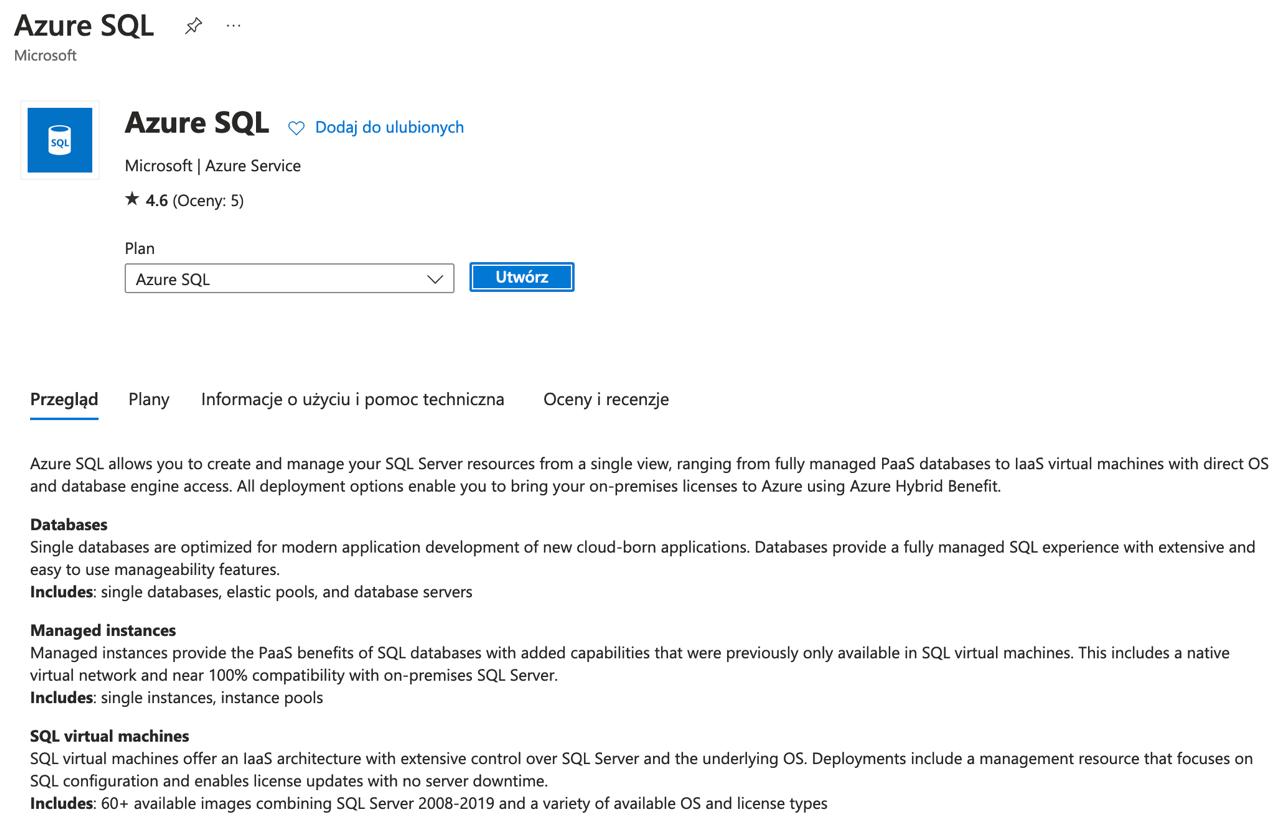 Azure SQL
Microsoft
SQL
Azure SQL
Dodaj do ulubionych
Microsoft | Azure Service
★ 4.6 (Oceny: 5)
Plan
Azure SQL
Utwórz
Przegląd
Plany
Informacje o użyciu i pomoc techniczna
Oceny i recenzje
Azure SQL allows you to create and manage your SQL Server resources from a single view, ranging from fully managed PaaS databases to IaaS virtual machines with direct OS
and database engine access. All deployment options enable you to bring your on-premises licenses to Azure using Azure Hybrid Benefit.
Databases
Single databases are optimized for modern application development of new cloud-born applications. Databases provide a fully managed SQL experience with extensive and
easy to use manageability features.
Includes: single databases, elastic pools, and database servers
Managed instances
Managed instances provide the PaaS benefits of SQL databases with added capabilities that were previously only available in SQL virtual machines. This includes a native
virtual network and near 100% compatibility with on-premises SQL Server.
Includes: single instances, instance pools
SQL virtual machines
SQL virtual machines offer an IaaS architecture with extensive control over SQL Server and the underlying OS. Deployments include a management resource that focuses on
SQL configuration and enables license updates with no server downtime.
Includes: 60+ available images combining SQL Server 2008-2019 and a variety of available OS and license types